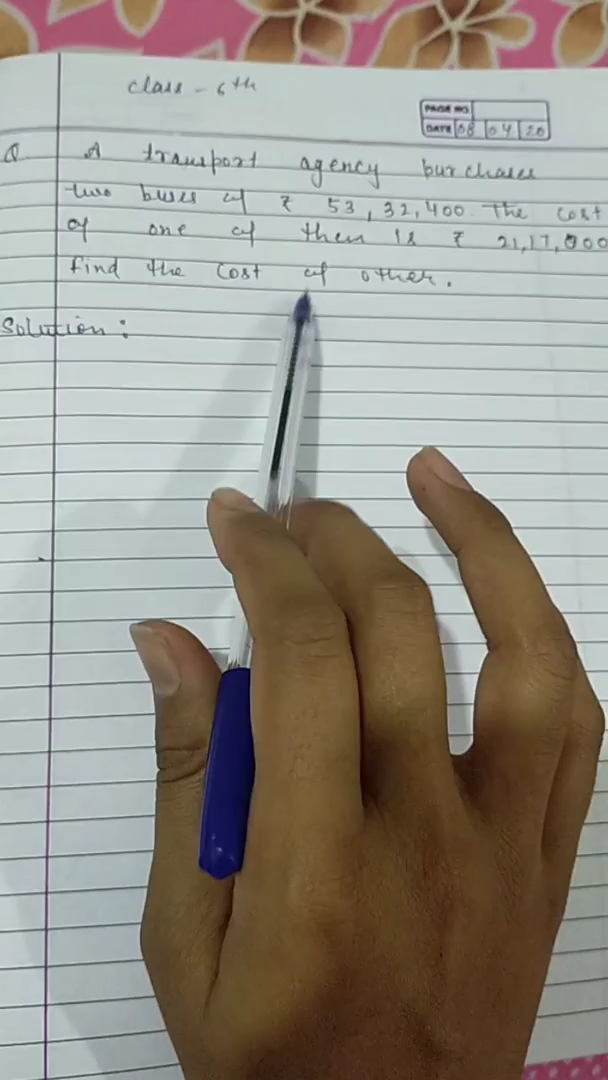 class - 6th
PAGE NO
DATE 08 04 20
Q. A transport agency purchases
two buses of ₹ 53,32,400. The cost
of one of them is ₹ 21,17,000
find the cost of other.
Solution :